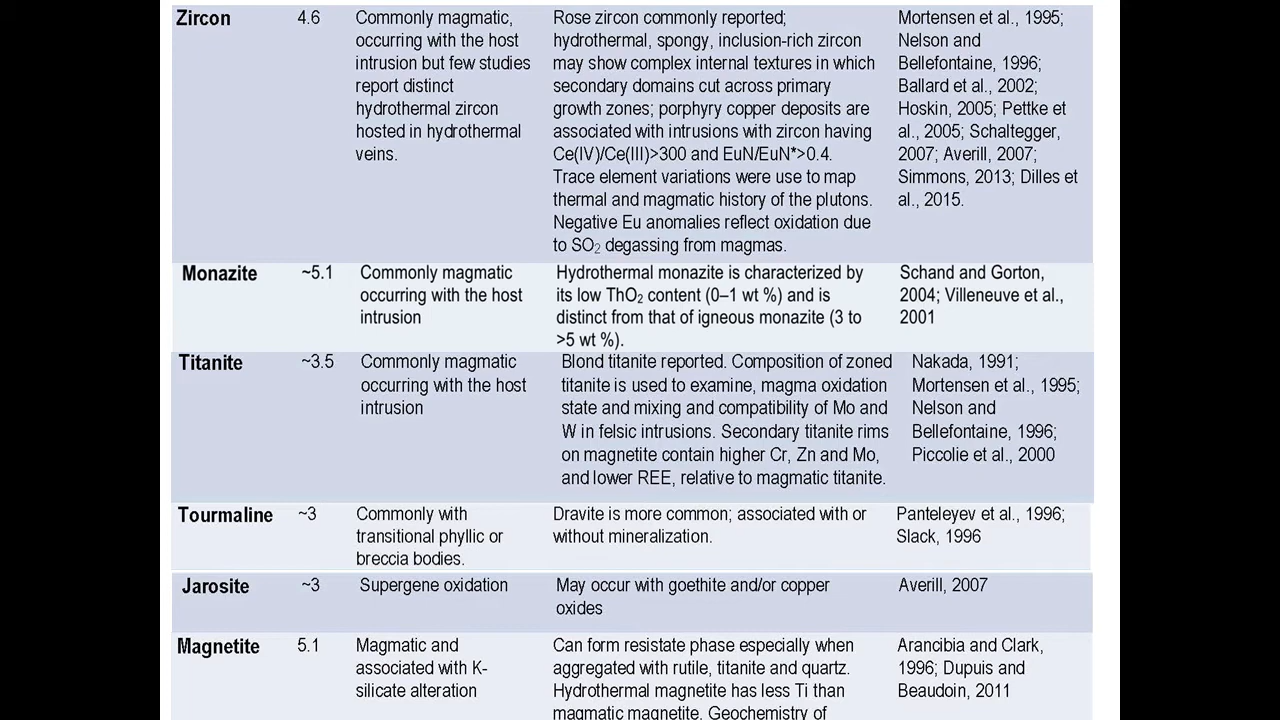 Zircon
4.6
Commonly magmatic,
occurring with the host
intrusion but few studies
report distinct
hydrothermal zircon
hosted in hydrothermal
veins.
Rose zircon commonly reported;
hydrothermal, spongy, inclusion-rich zircon
may show complex internal textures in which
secondary domains cut across primary
growth zones; porphyry copper deposits are
associated with intrusions with zircon having
Ce(IV)/Ce(III)>300 and EuN/EuN*>0.4.
Trace element variations were use to map
thermal and magmatic history of the plutons.
Negative Eu anomalies reflect oxidation due
to SO₂ degassing from magmas.
Mortensen et al., 1995;
Nelson and
Bellefontaine, 1996;
Ballard et al., 2002;
Hoskin, 2005; Pettke et
al., 2005; Schaltegger,
2007; Averill, 2007;
Simmons, 2013; Dilles et
al., 2015.
Monazite
~5.1
Commonly magmatic
occurring with the host
intrusion
Hydrothermal monazite is characterized by
its low ThO₂ content (0–1 wt %) and is
distinct from that of igneous monazite (3 to
>5 wt %).
Schand and Gorton,
2004; Villeneuve et al.,
2001
Titanite
~3.5
Commonly magmatic
occurring with the host
intrusion
Blond titanite reported. Composition of zoned
titanite is used to examine, magma oxidation
state and mixing and compatibility of Mo and
W in felsic intrusions. Secondary titanite rims
on magnetite contain higher Cr, Zn and Mo,
and lower REE, relative to magmatic titanite.
Nakada, 1991;
Mortensen et al., 1995;
Nelson and
Bellefontaine, 1996;
Piccolie et al., 2000
Tourmaline
~3
Commonly with
transitional phyllic or
breccia bodies.
Dravite is more common; associated with or
without mineralization.
Panteleyev et al., 1996;
Slack, 1996
Jarosite
~3
Supergene oxidation
May occur with goethite and/or copper
oxides
Averill, 2007
Magnetite
5.1
Magmatic and
associated with K-
silicate alteration
Can form resistate phase especially when
aggregated with rutile, titanite and quartz.
Hydrothermal magnetite has less Ti than
magmatic magnetite. Geochemistry of
Arancibia and Clark,
1996; Dupuis and
Beaudoin, 2011